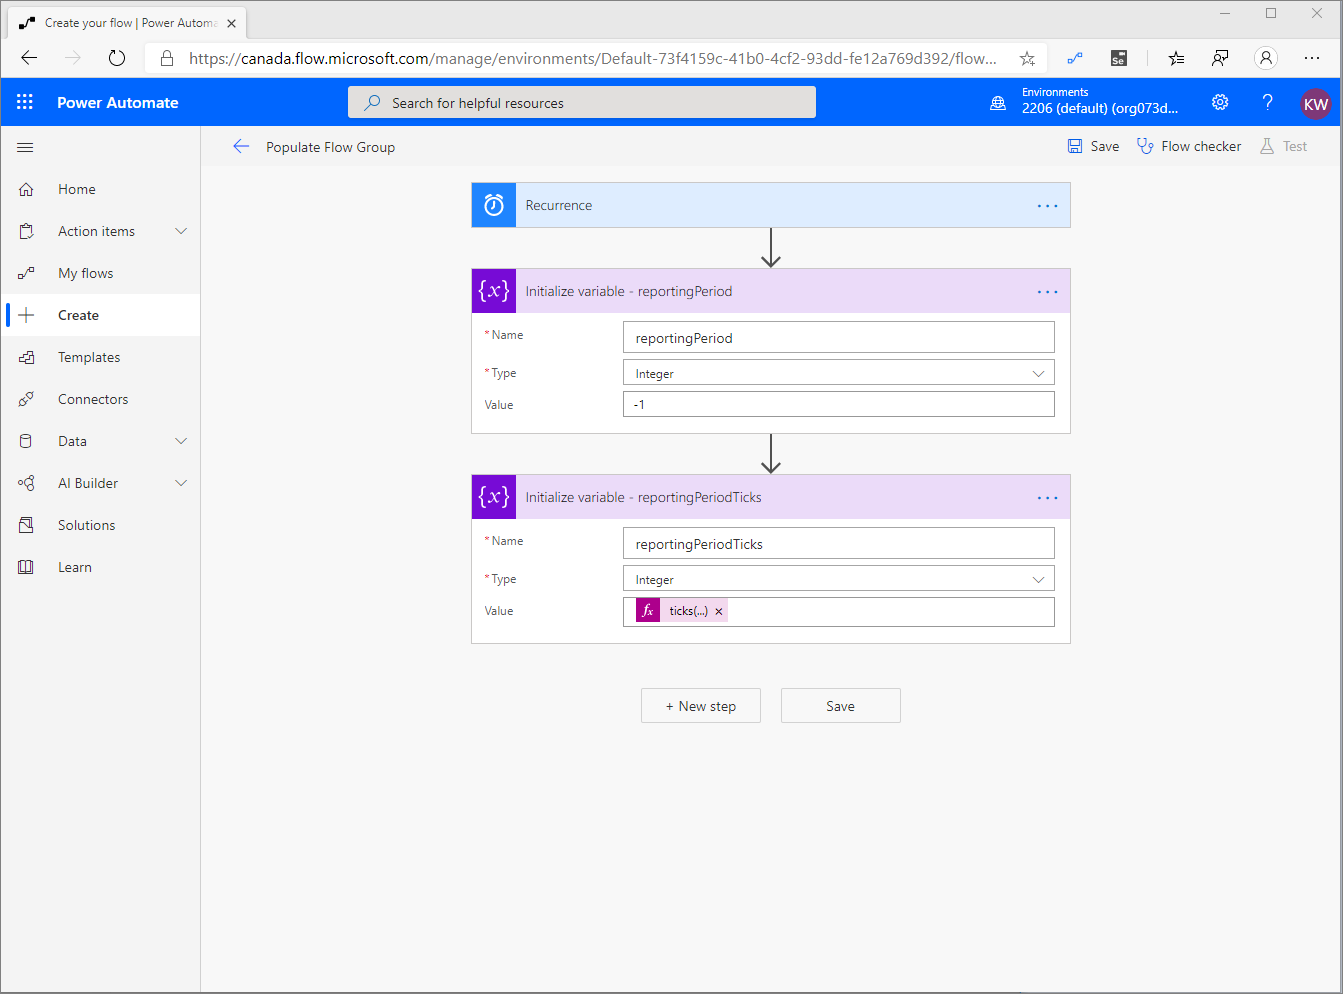 Create your flow | Power Automa
https://canada.flow.microsoft.com/manage/environments/Default-73f4159c-41b0-4cf2-93dd-fe12a769d392/flow...
Se
Power Automate
Search for helpful resources
Environments
2206 (default) (org073d...
?
KW
Populate Flow Group
Save
Flow checker
Test
Home
Action items
My flows
Create
Templates
Connectors
Data
AI Builder
Solutions
Learn
Recurrence
{x} Initialize variable - reportingPeriod
* Name
reportingPeriod
* Type
Integer
Value
-1
{x} Initialize variable - reportingPeriodTicks
* Name
reportingPeriodTicks
* Type
Integer
Value
fx ticks(...) ×
+ New step
Save